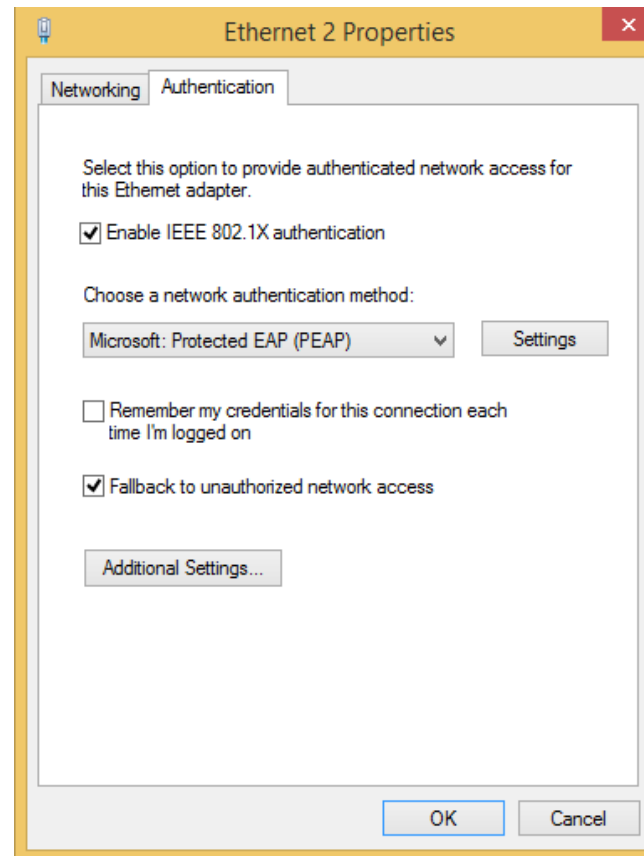 Ethernet 2 Properties
Networking
Authentication
Select this option to provide authenticated network access for
this Ethernet adapter.
Enable IEEE 802.1X authentication
Choose a network authentication method:
Microsoft: Protected EAP (PEAP)
Settings
Remember my credentials for this connection each
time I'm logged on
Fallback to unauthorized network access
Additional Settings...
OK
Cancel